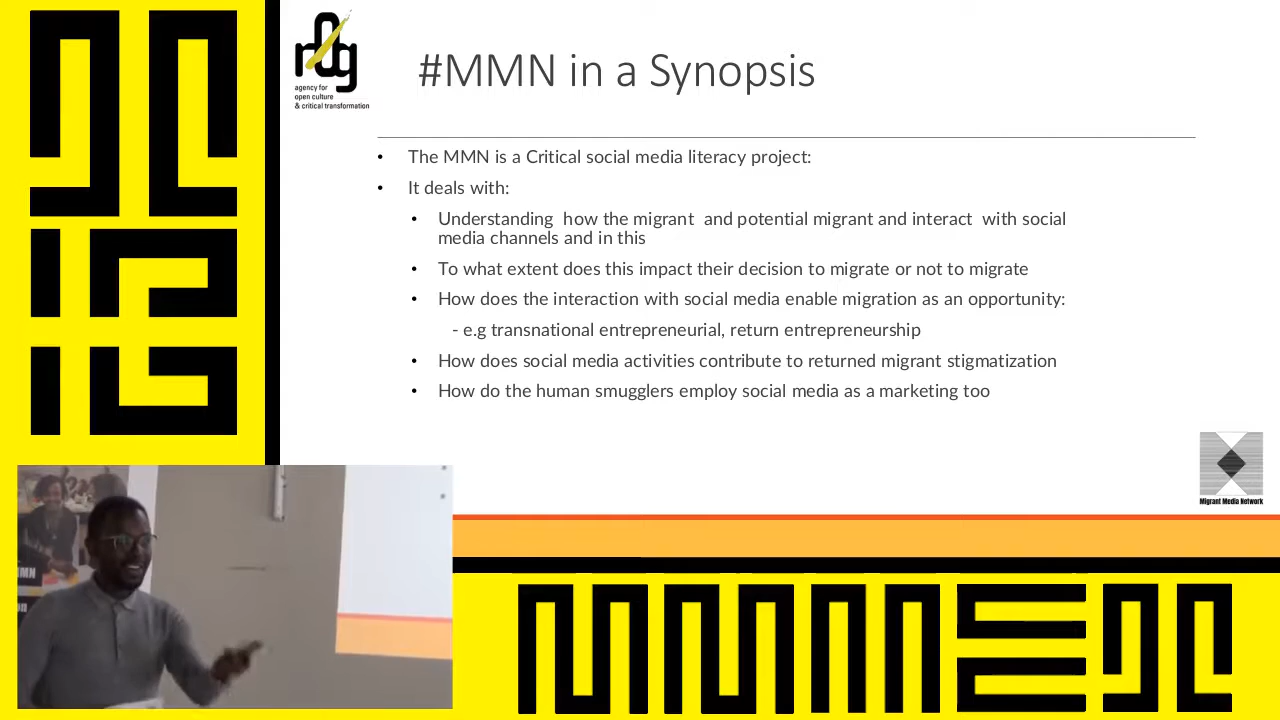 r0g
agency for
open culture
& critical transformation
#MMN in a Synopsis
• The MMN is a Critical social media literacy project:
• It deals with:
• Understanding how the migrant and potential migrant and interact with social
media channels and in this
• To what extent does this impact their decision to migrate or not to migrate
• How does the interaction with social media enable migration as an opportunity:
- e.g transnational entrepreneurial, return entrepreneurship
• How does social media activities contribute to returned migrant stigmatization
• How do the human smugglers employ social media as a marketing too
Migrant Media Network